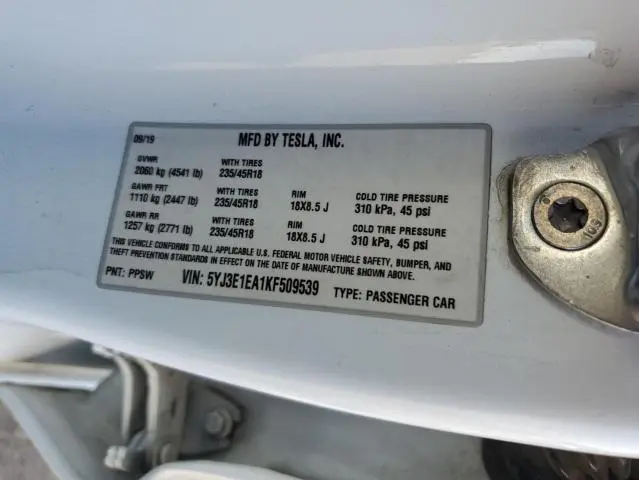 09/19 MFD BY TESLA, INC.
GVWR WITH TIRES
2060 kg (4541 lb) 235/45R18
GAWR FRT WITH TIRES RIM COLD TIRE PRESSURE
1110 kg (2447 lb) 235/45R18 18X8.5 J 310 kPa, 45 psi
GAWR RR WITH TIRES RIM COLD TIRE PRESSURE
1257 kg (2771 lb) 235/45R18 18X8.5 J 310 kPa, 45 psi
THIS VEHICLE CONFORMS TO ALL APPLICABLE U.S. FEDERAL MOTOR VEHICLE SAFETY, BUMPER, AND
THEFT PREVENTION STANDARDS IN EFFECT ON THE DATE OF MANUFACTURE SHOWN ABOVE.
PNT: PPSW VIN: 5YJ3E1EA1KF509539 TYPE: PASSENGER CAR